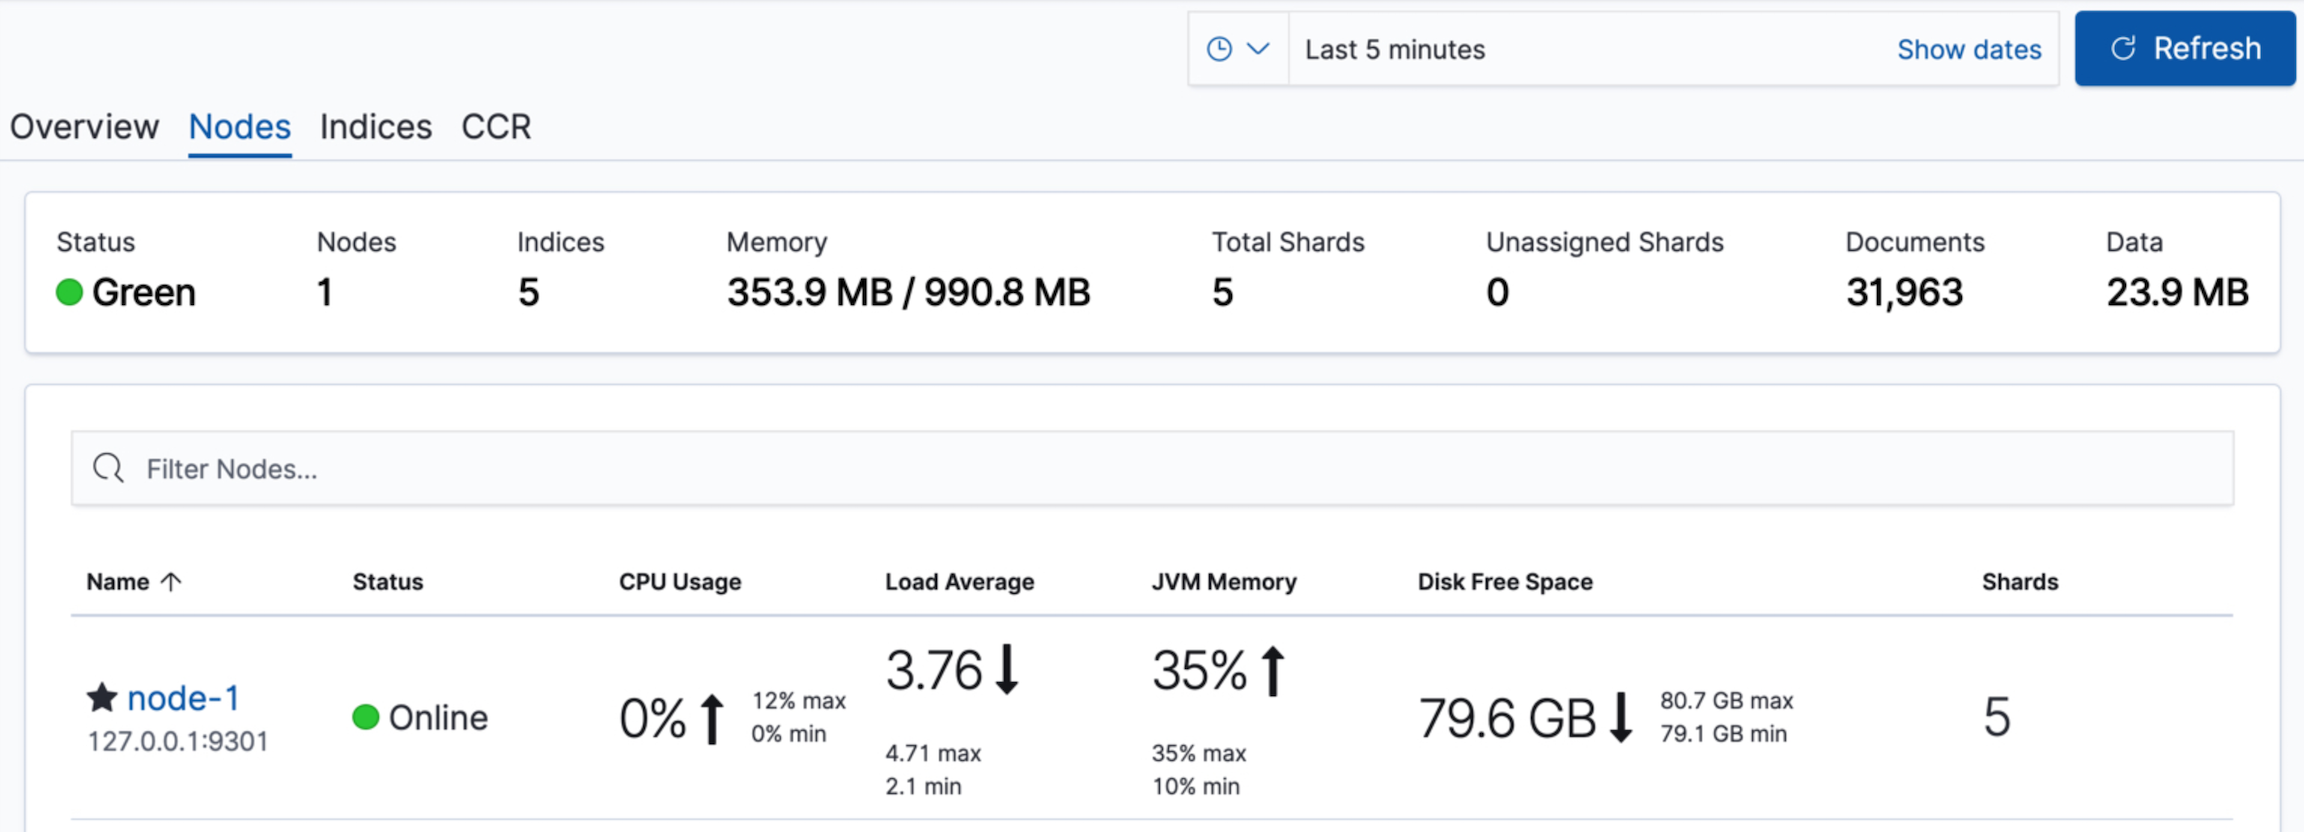 Last 5 minutes Show dates Refresh
Overview Nodes Indices CCR
Status Nodes Indices Memory Total Shards Unassigned Shards Documents Data
Green 1 5 353.9 MB / 990.8 MB 5 0 31,963 23.9 MB
Filter Nodes...
Name Status CPU Usage Load Average JVM Memory Disk Free Space Shards
node-1
127.0.0.1:9301
Online
0%
12% max
0% min
3.76
4.71 max
2.1 min
35%
35% max
10% min
79.6 GB
80.7 GB max
79.1 GB min
5